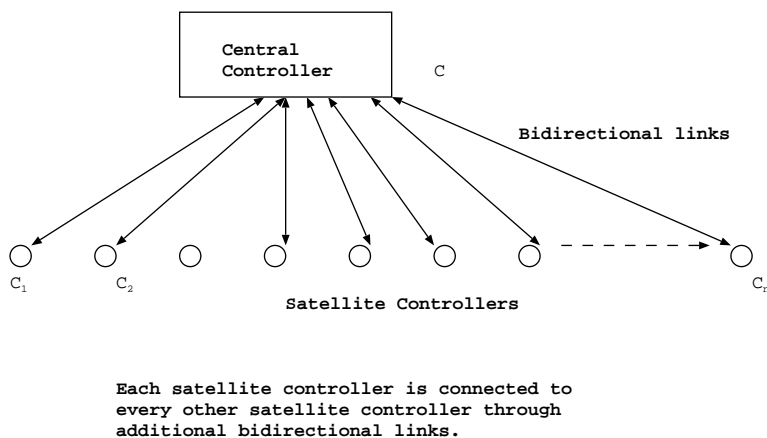 Central
Controller
C
Bidirectional links
C₁
C₂
Cₙ
Satellite Controllers
Each satellite controller is connected to
every other satellite controller through
additional bidirectional links.